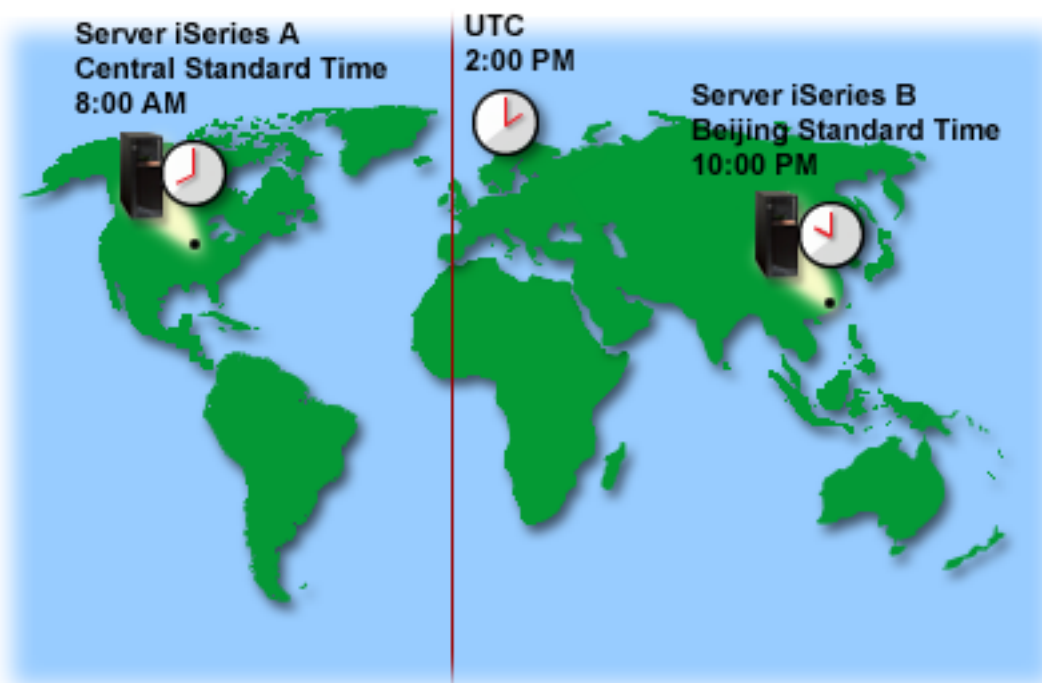 Server iSeries A
Central Standard Time
8:00 AM
UTC
2:00 PM
Server iSeries B
Beijing Standard Time
10:00 PM